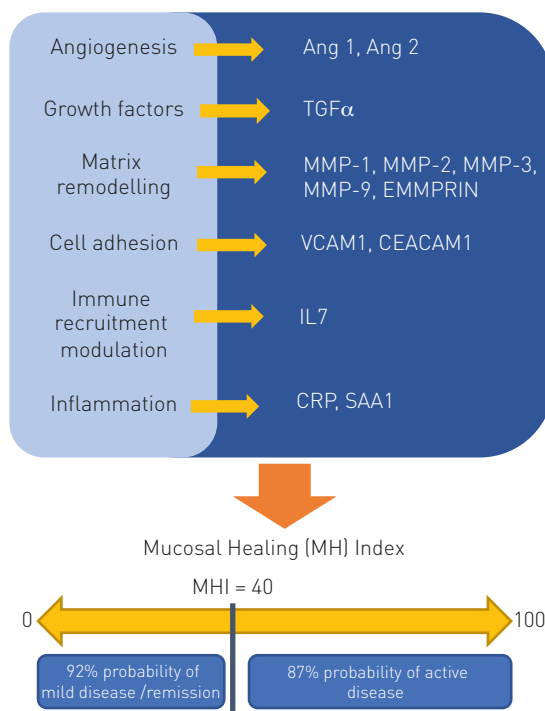 Angiogenesis
Ang 1, Ang 2
Growth factors
TGFα
Matrix
remodelling
MMP-1, MMP-2, MMP-3,
MMP-9, EMMPRIN
Cell adhesion
VCAM1, CEACAM1
Immune
recruitment
modulation
IL7
Inflammation
CRP, SAA1
Mucosal Healing (MH) Index
MHI = 40
0
100
92% probability of
mild disease /remission
87% probability of active
disease